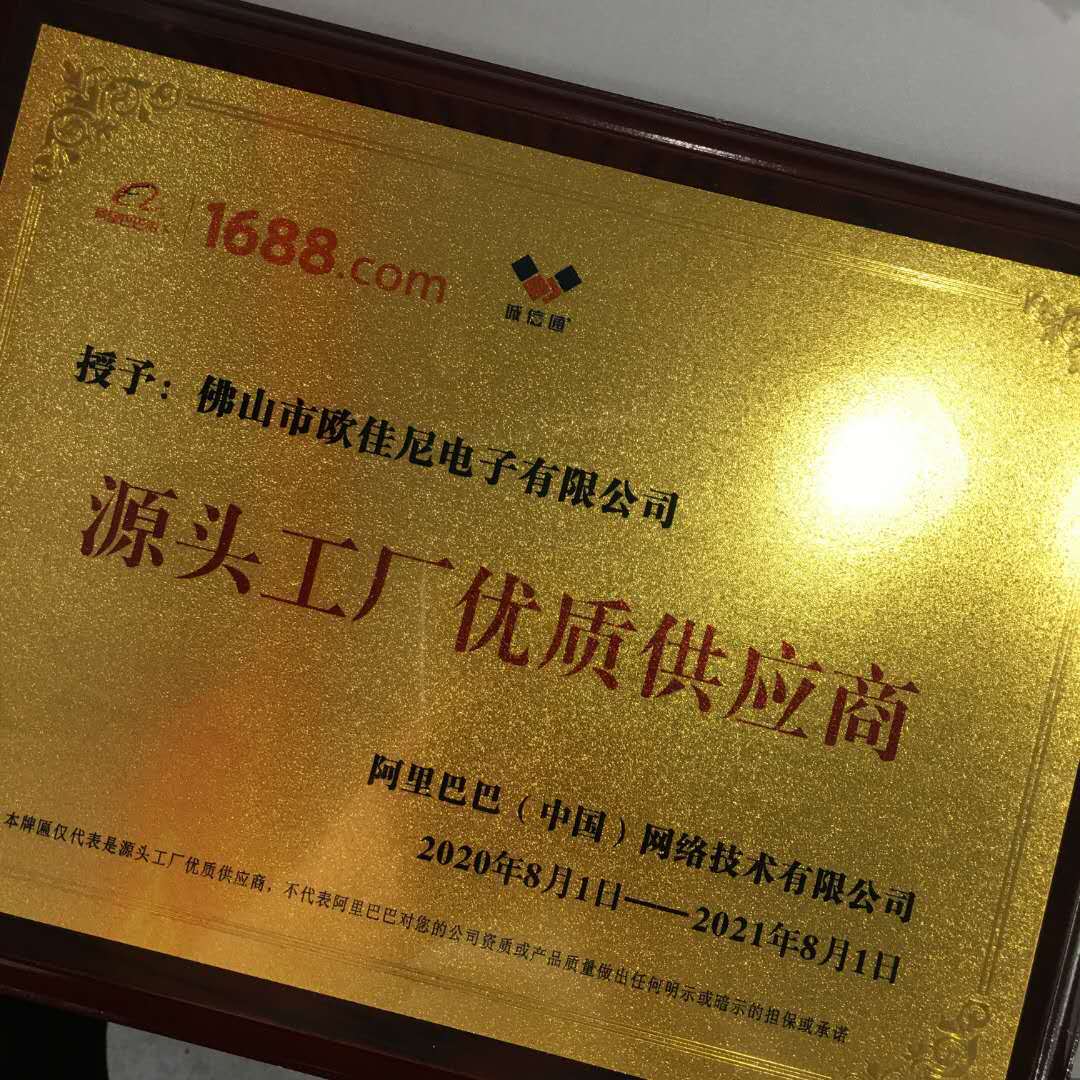 阿里巴巴 1688.com
诚信通
授予：佛山市欧佳尼电子有限公司
源头工厂优质供应商
阿里巴巴（中国）网络技术有限公司
2020年8月1日——2021年8月1日
本牌匾仅代表是源头工厂优质供应商，不代表阿里巴巴对您的公司资质或产品质量做出任何明示或暗示的担保或承诺